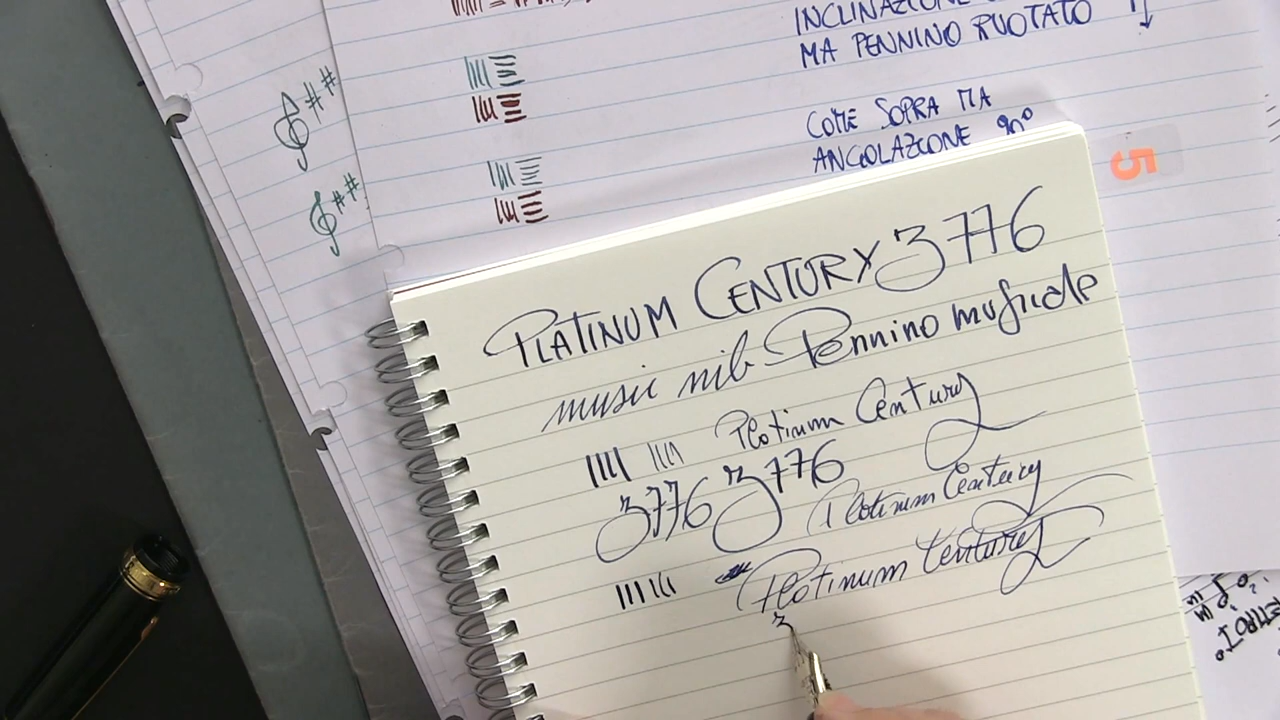 INCLINAZIONE
MA PENNINO RUOTATO
COME SOPRA MA
ANGOLAZIONE 90°
5
PLATINUM CENTURY 3776
music nib Pennino musicale
Platinum Century
3776 3776
Platinum Century
Platinum Century
3